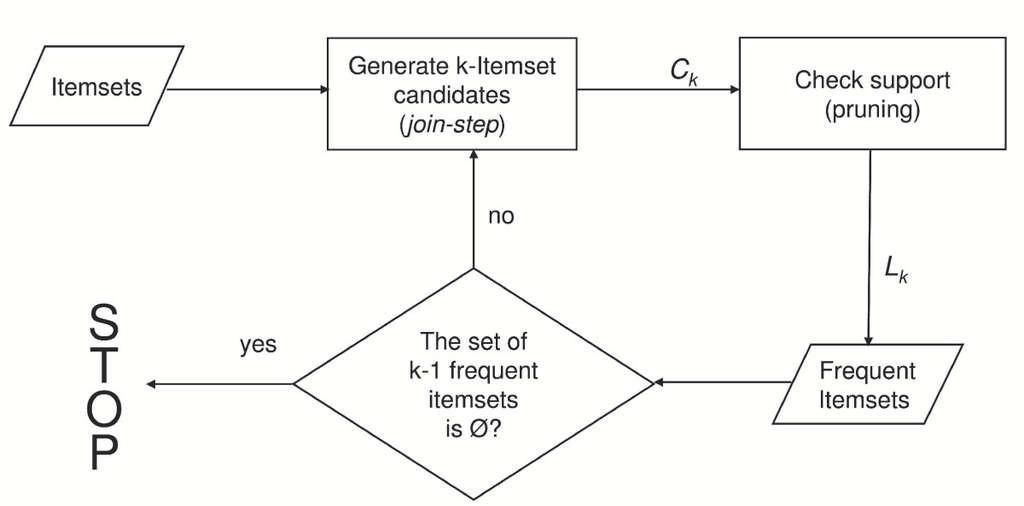 Itemsets
Generate k-Itemset
candidates
(join-step)
Ck
Check support
(pruning)
no
Lk
STOP
yes
The set of
k-1 frequent
itemsets
is Ø?
Frequent
Itemsets